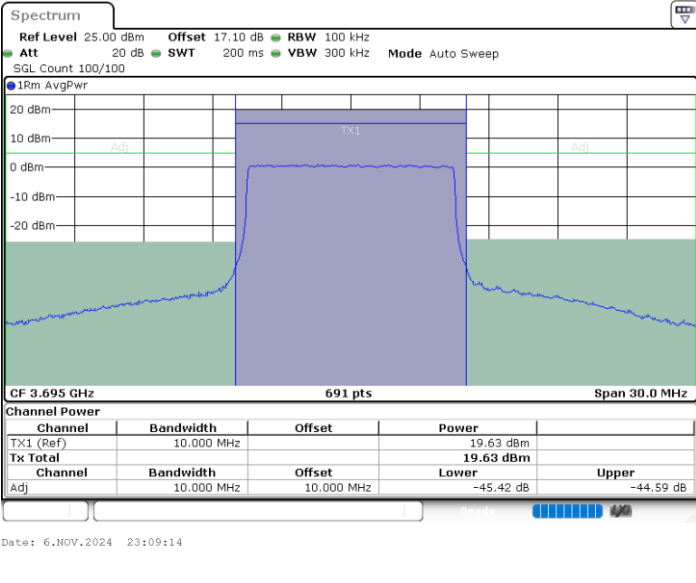 Spectrum
Ref Level 25.00 dBm Offset 17.10 dB RBW 100 kHz
Att 20 dB SWT 200 ms VBW 300 kHz Mode Auto Sweep
SGL Count 100/100
1Rm AvgPwr
20 dBm
TX1
10 dBm
Adj Adj
0 dBm
-10 dBm
-20 dBm
CF 3.695 GHz 691 pts Span 30.0 MHz
Channel Power
Channel Bandwidth Offset Power
TX1 (Ref) 10.000 MHz 19.63 dBm
Tx Total 19.63 dBm
Channel Bandwidth Offset Lower Upper
Adj 10.000 MHz 10.000 MHz -45.42 dB -44.59 dB
Ready
Date: 6.NOV.2024 23:09:14